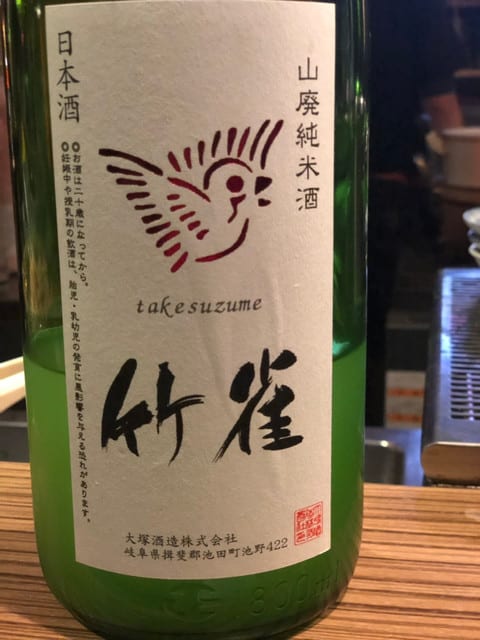 山廃純米酒
日本酒
◎お酒は二十歳になってから。
◎妊娠中や授乳期の飲酒は、胎児・乳幼児の発育に悪影響を与える恐れがあります。
takesuzume
竹雀
大塚酒造株式会社
岐阜県揖斐郡池田町池野422